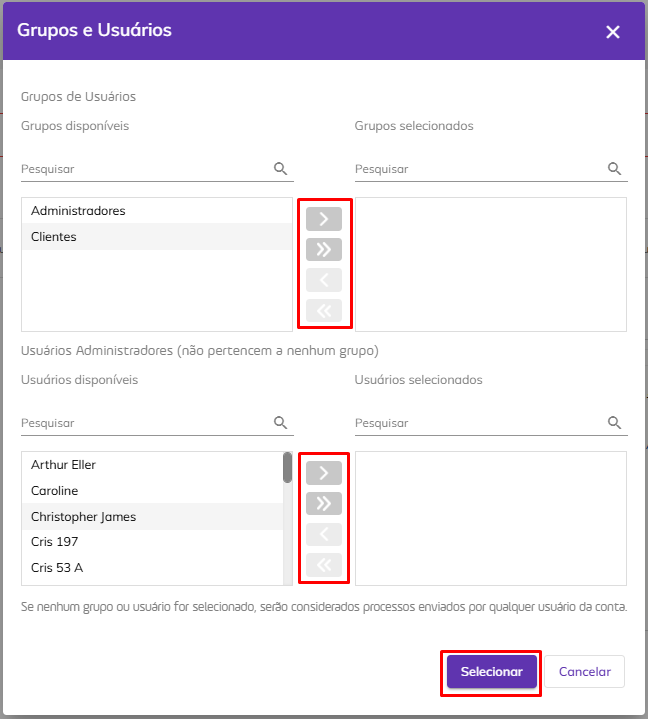 Grupos e Usuários
Grupos de Usuários
Grupos disponíveis
Grupos selecionados
Pesquisar
Pesquisar
Administradores
Clientes
Usuários Administradores (não pertencem a nenhum grupo)
Usuários disponíveis
Usuários selecionados
Pesquisar
Pesquisar
Arthur Eller
Caroline
Christopher James
Cris 197
Cris 53 A
Se nenhum grupo ou usuário for selecionado, serão considerados processos enviados por qualquer usuário da conta.
Selecionar
Cancelar